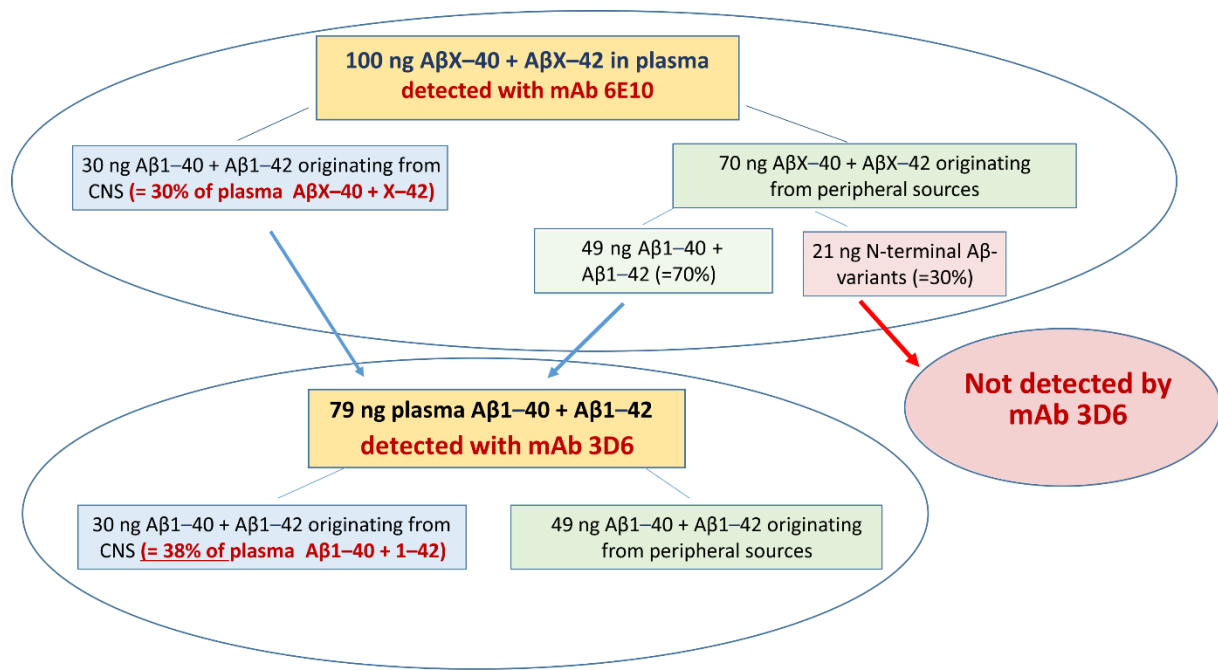 100 ng AβX–40 + AβX–42 in plasma
detected with mAb 6E10
30 ng Aβ1–40 + Aβ1–42 originating from
CNS (= 30% of plasma AβX–40 + X–42)
70 ng AβX–40 + AβX–42 originating
from peripheral sources
49 ng Aβ1–40 +
Aβ1–42 (=70%)
21 ng N-terminal Aβ-
variants (=30%)
Not detected by
mAb 3D6
79 ng plasma Aβ1–40 + Aβ1–42
detected with mAb 3D6
30 ng Aβ1–40 + Aβ1–42 originating from
CNS (= 38% of plasma Aβ1–40 + 1–42)
49 ng Aβ1–40 + Aβ1–42 originating
from peripheral sources